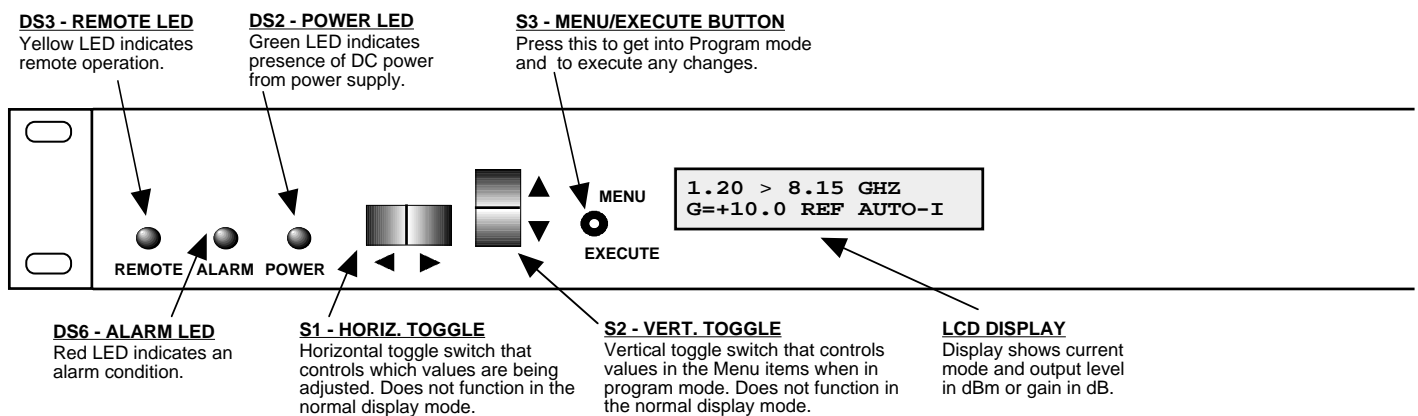 DS3 - REMOTE LED
Yellow LED indicates
remote operation.
DS2 - POWER LED
Green LED indicates
presence of DC power
from power supply.
S3 - MENU/EXECUTE BUTTON
Press this to get into Program mode
and to execute any changes.
REMOTE ALARM POWER
MENU
EXECUTE
1.20 > 8.15 GHZ
G=+10.0 REF AUTO-I
DS6 - ALARM LED
Red LED indicates an
alarm condition.
S1 - HORIZ. TOGGLE
Horizontal toggle switch that
controls which values are being
adjusted. Does not function in the
normal display mode.
S2 - VERT. TOGGLE
Vertical toggle switch that controls
values in the Menu items when in
program mode. Does not function in
the normal display mode.
LCD DISPLAY
Display shows current
mode and output level
in dBm or gain in dB.